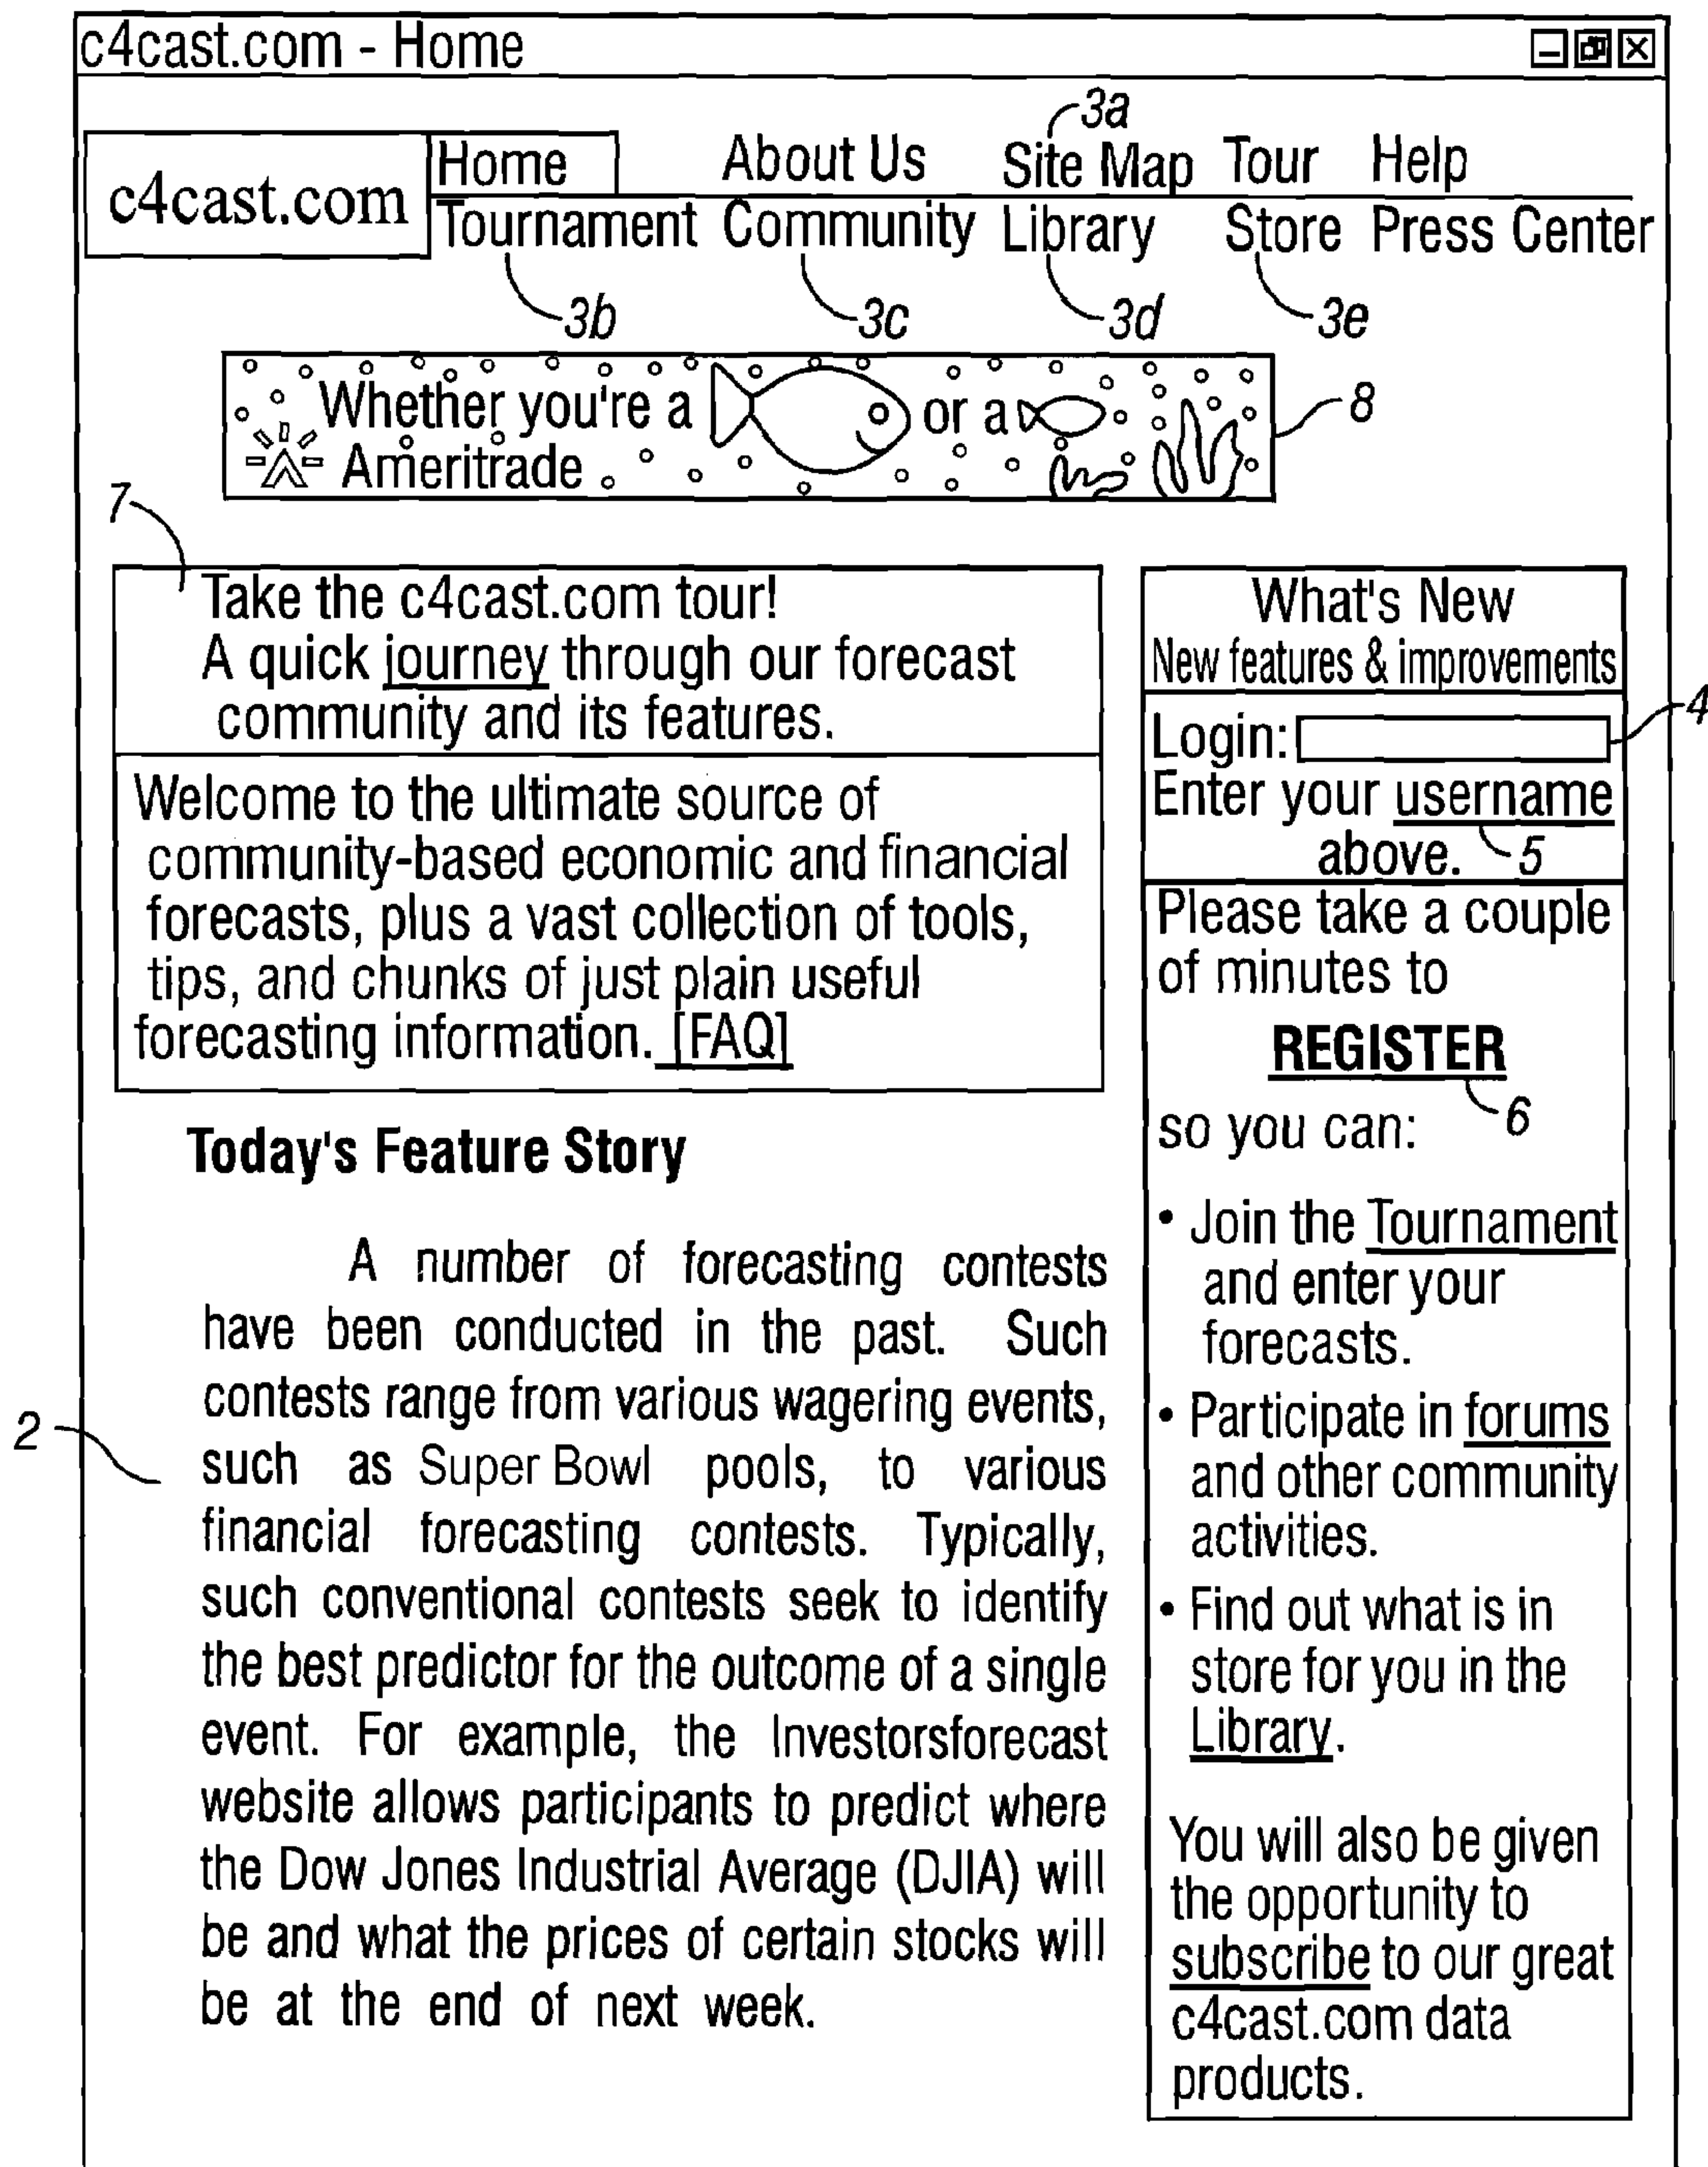 c4cast.com - Home
3a
c4cast.com
Home About Us Site Map Tour Help
Tournament Community Library Store Press Center
3b 3c 3d 3e
Whether you're a or a
Ameritrade
8
7
Take the c4cast.com tour!
A quick journey through our forecast
community and its features.
Welcome to the ultimate source of
community-based economic and financial
forecasts, plus a vast collection of tools,
tips, and chunks of just plain useful
forecasting information. [FAQ]
Today's Feature Story
A number of forecasting contests
have been conducted in the past. Such
contests range from various wagering events,
2
such as Super Bowl pools, to various
financial forecasting contests. Typically,
such conventional contests seek to identify
the best predictor for the outcome of a single
event. For example, the Investorsforecast
website allows participants to predict where
the Dow Jones Industrial Average (DJIA) will
be and what the prices of certain stocks will
be at the end of next week.
What's New
New features & improvements
4
Login:
Enter your username
above. 5
Please take a couple
of minutes to
REGISTER
6
so you can:
• Join the Tournament
and enter your
forecasts.
• Participate in forums
and other community
activities.
• Find out what is in
store for you in the
Library.
You will also be given
the opportunity to
subscribe to our great
c4cast.com data
products.